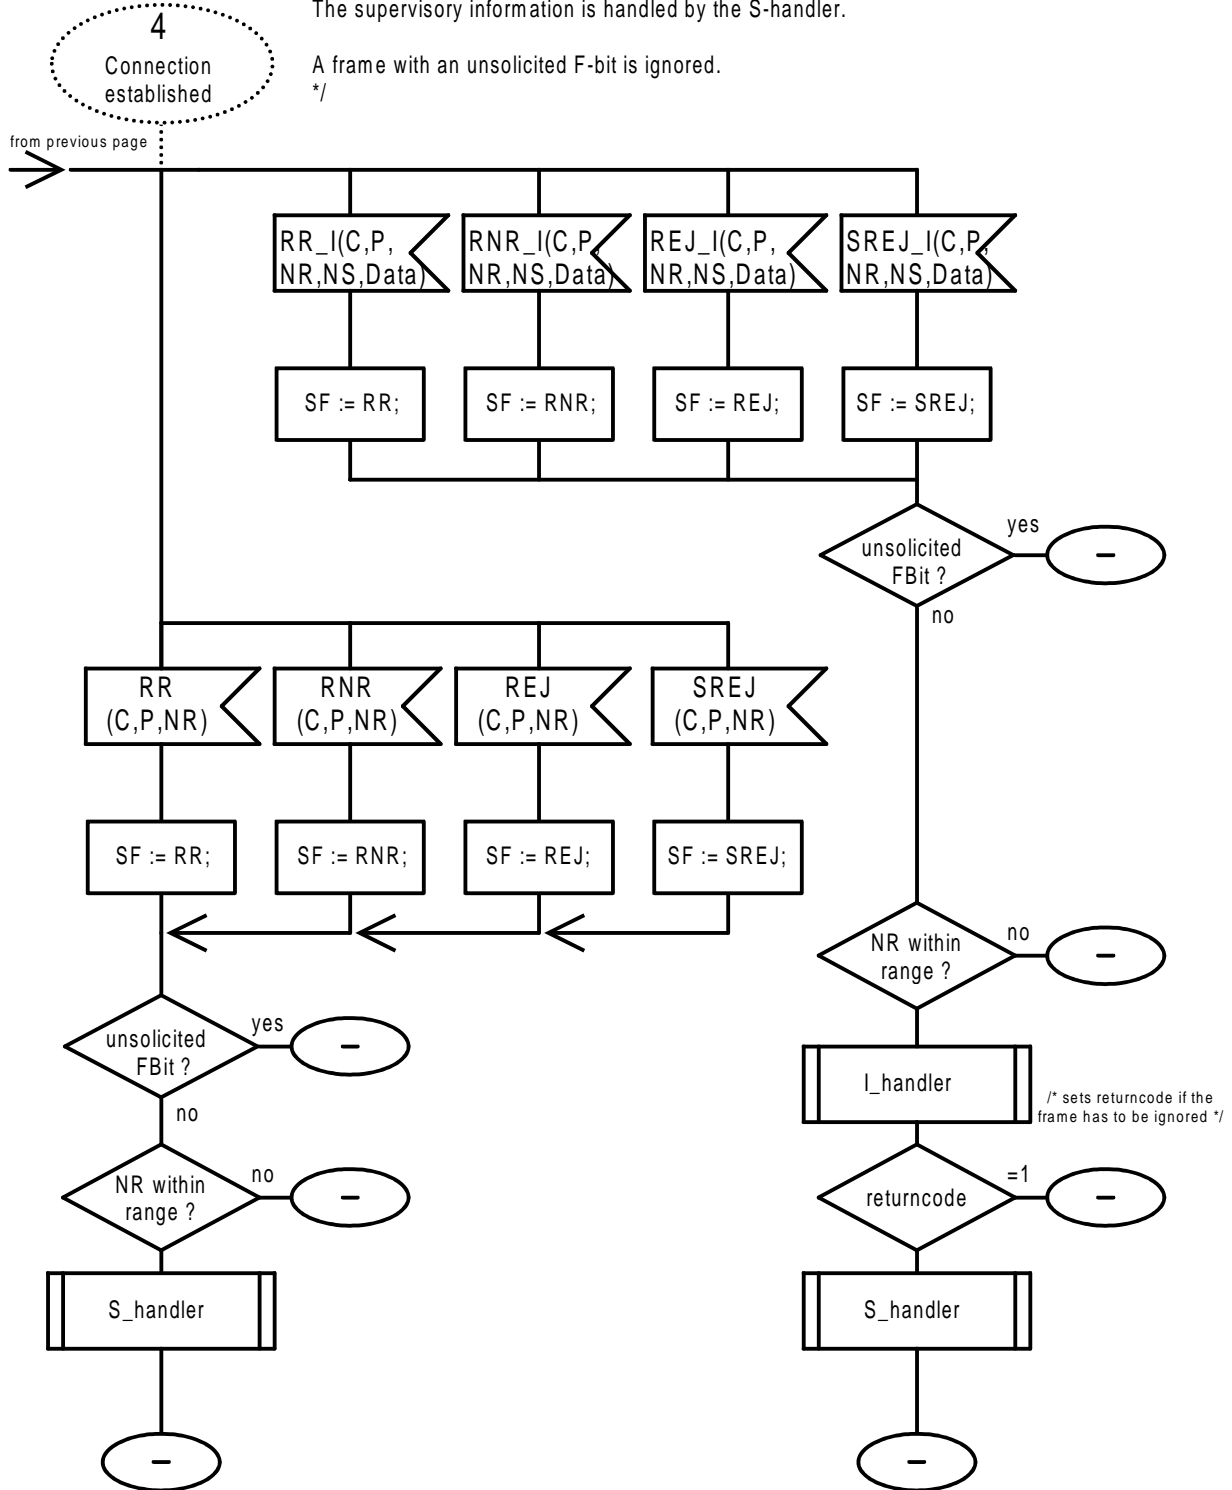 The supervisory information is handled by the S-handler.
4
Connection
established
A frame with an unsolicited F-bit is ignored.
*/
from previous page
RR_I(C,P,
NR,NS,Data)
RNR_I(C,P,
NR,NS,Data)
REJ_I(C,P,
NR,NS,Data)
SREJ_I(C,P,
NR,NS,Data)
SF := RR;
SF := RNR;
SF := REJ;
SF := SREJ;
unsolicited
FBit ?
yes
–
no
RR
(C,P,NR)
RNR
(C,P,NR)
REJ
(C,P,NR)
SREJ
(C,P,NR)
SF := RR;
SF := RNR;
SF := REJ;
SF := SREJ;
NR within
range ?
no
–
unsolicited
FBit ?
yes
–
no
I_handler
/* sets returncode if the
frame has to be ignored */
NR within
range ?
no
–
returncode
=1
–
S_handler
S_handler
–
–